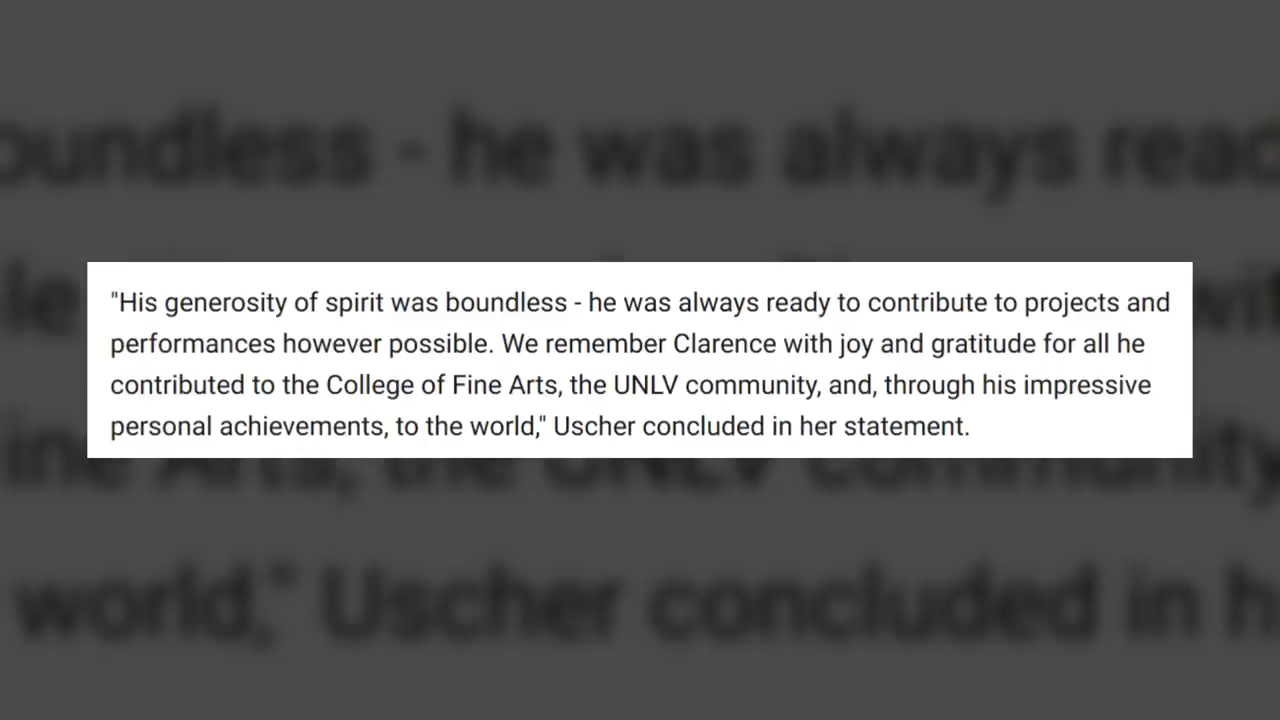 "His generosity of spirit was boundless - he was always ready to contribute to projects and
performances however possible. We remember Clarence with joy and gratitude for all he
contributed to the College of Fine Arts, the UNLV community, and, through his impressive
personal achievements, to the world," Uscher concluded in her statement.